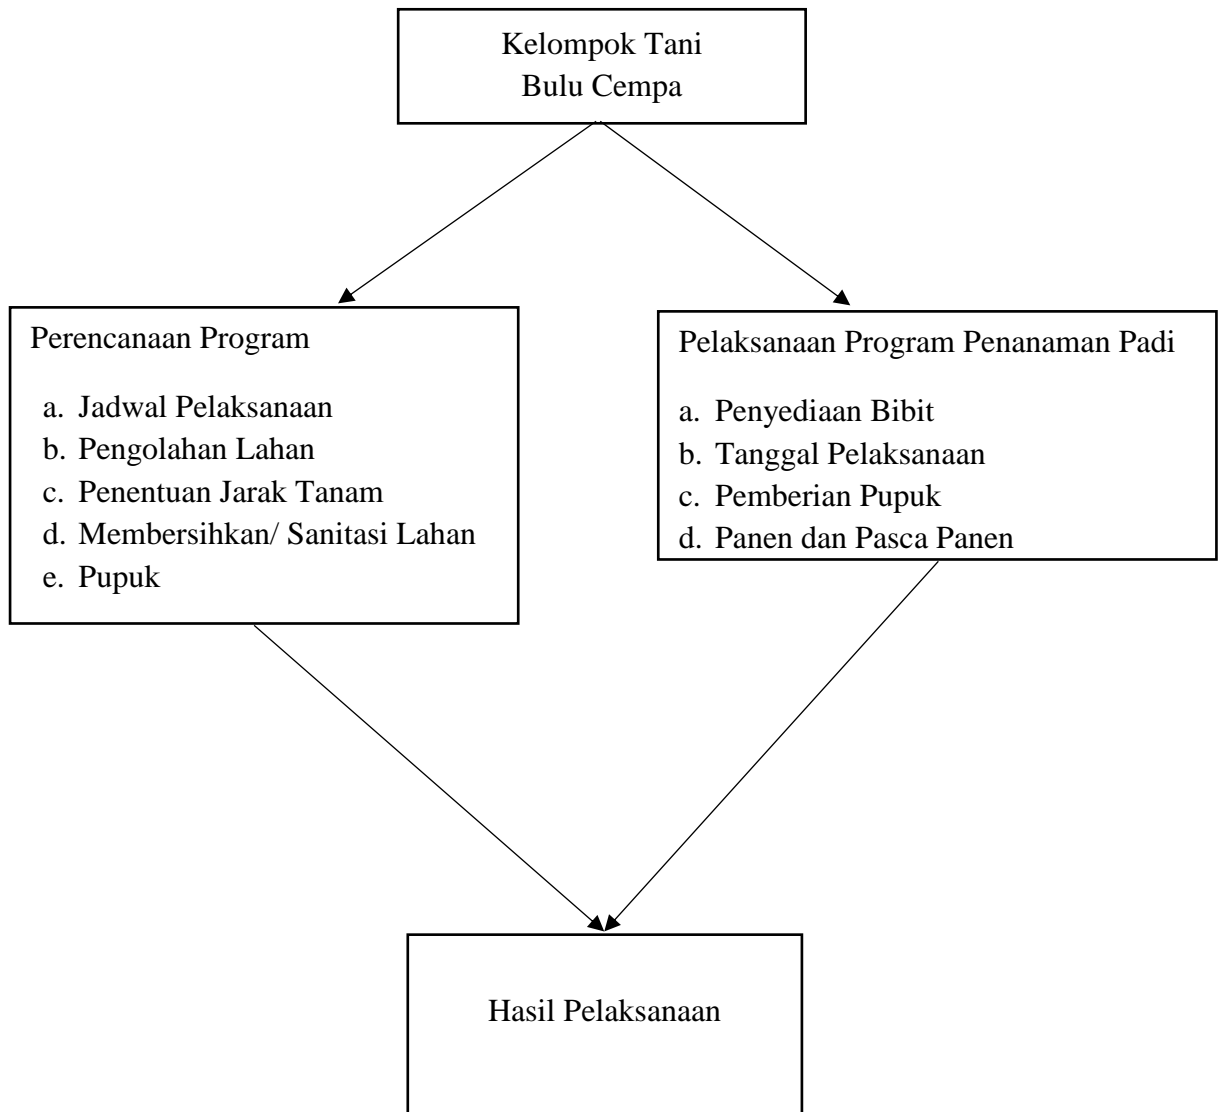 Kelompok Tani
Bulu Cempa
Perencanaan Program
a. Jadwal Pelaksanaan
b. Pengolahan Lahan
c. Penentuan Jarak Tanam
d. Membersihkan/ Sanitasi Lahan
e. Pupuk
Pelaksanaan Program Penanaman Padi
a. Penyediaan Bibit
b. Tanggal Pelaksanaan
c. Pemberian Pupuk
d. Panen dan Pasca Panen
Hasil Pelaksanaan